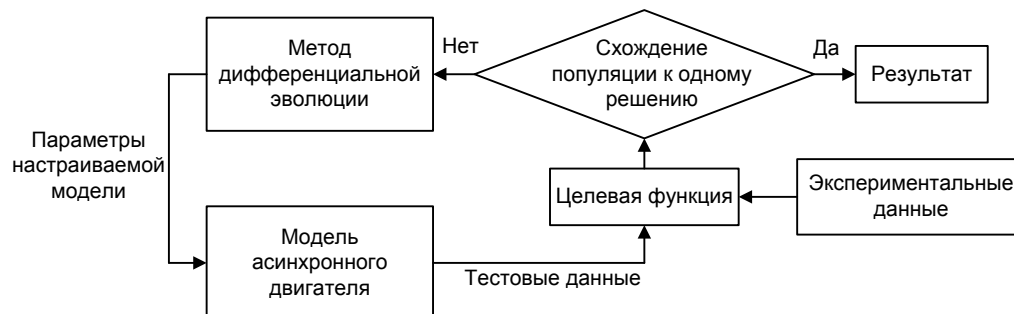 Метод
дифференциальной
эволюции
Нет
Схождение
популяции к одному
решению
Да
Результат
Параметры
настраиваемой
модели
Целевая функция
Экспериментальные
данные
Модель
асинхронного
двигателя
Тестовые данные